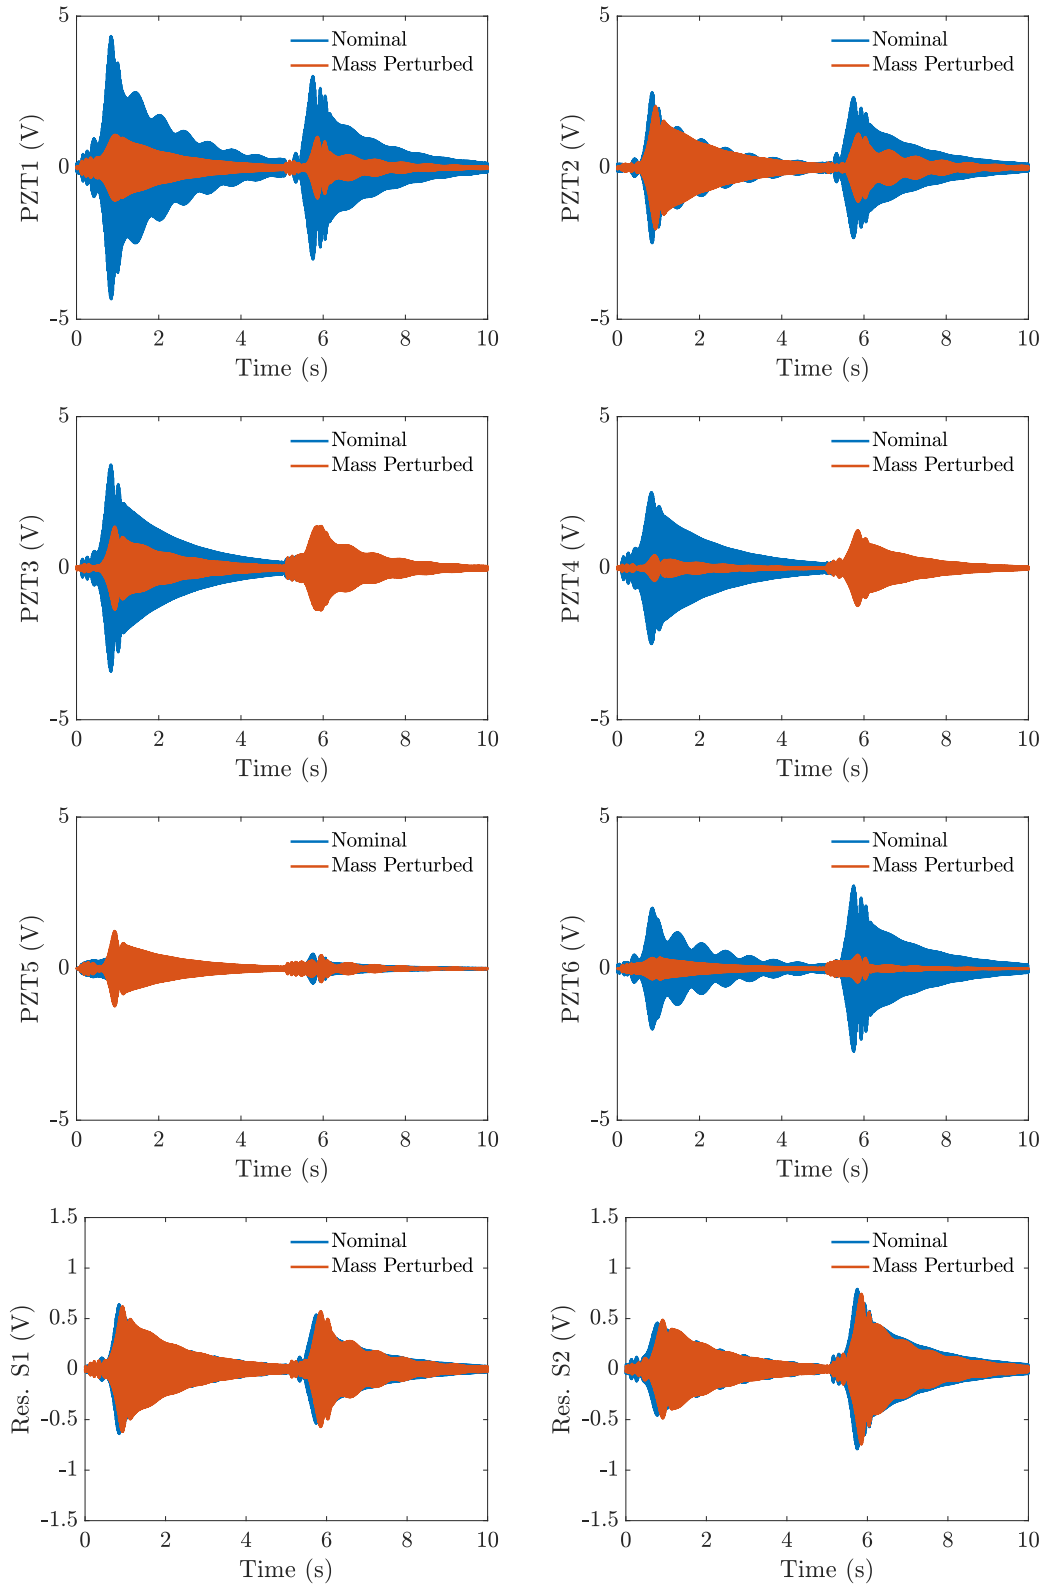 5
0
-5
PZT1 (V)
Nominal
Mass Perturbed
0 2 4 6 8 10
Time (s)
5
0
-5
PZT2 (V)
Nominal
Mass Perturbed
0 2 4 6 8 10
Time (s)
5
0
-5
PZT3 (V)
Nominal
Mass Perturbed
0 2 4 6 8 10
Time (s)
5
0
-5
PZT4 (V)
Nominal
Mass Perturbed
0 2 4 6 8 10
Time (s)
5
0
-5
PZT5 (V)
Nominal
Mass Perturbed
0 2 4 6 8 10
Time (s)
5
0
-5
PZT6 (V)
Nominal
Mass Perturbed
0 2 4 6 8 10
Time (s)
1.5
1
0.5
0
-0.5
-1
-1.5
Res. S1 (V)
Nominal
Mass Perturbed
0 2 4 6 8 10
Time (s)
1.5
1
0.5
0
-0.5
-1
-1.5
Res. S2 (V)
Nominal
Mass Perturbed
0 2 4 6 8 10
Time (s)